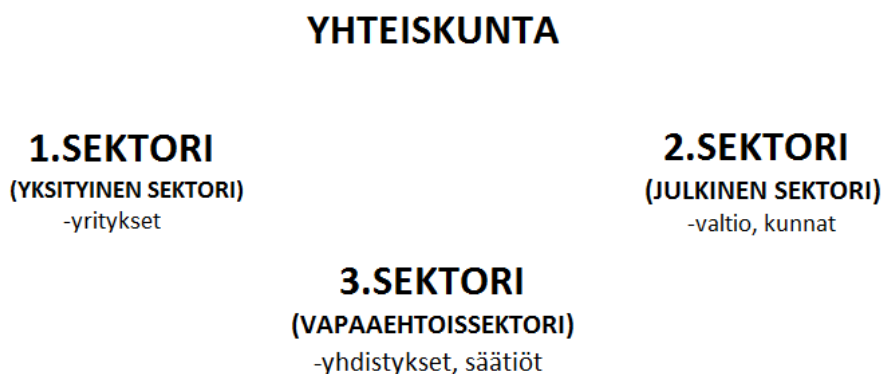 YHTEISKUNTA
1.SEKTORI
(YKSITYINEN SEKTORI)
-yritykset
2.SEKTORI
(JULKINEN SEKTORI)
-valtio, kunnat
3.SEKTORI
(VAPAAEHTOISSEKTORI)
-yhdistykset, säätiöt